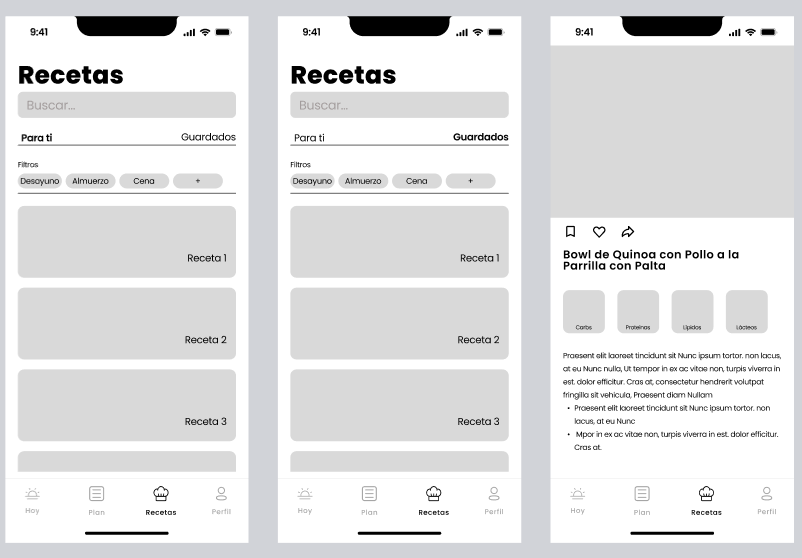 9:41
Recetas
Buscar...
Para ti
Guardados
Filtros
Desayuno
Almuerzo
Cena
+
Receta 1
Receta 2
Receta 3
Hoy
Plan
Recetas
Perfil
9:41
Recetas
Buscar...
Para ti
Guardados
Filtros
Desayuno
Almuerzo
Cena
+
Receta 1
Receta 2
Receta 3
Hoy
Plan
Recetas
Perfil
9:41
Bowl de Quinoa con Pollo a la
Parrilla con Palta
Carbs
Proteínas
Lípidos
Lácteos
Praesent elit laoreet tincidunt sit Nunc ipsum tortor. non lacus,
at eu Nunc nulla, Ut tempor in ex ac vitae non, turpis viverra in
est. dolor efficitur. Cras at, consectetur hendrerit volutpat
fringilla sit vehicula, Praesent diam Nullam
• Praesent elit laoreet tincidunt sit Nunc ipsum tortor. non
lacus, at eu Nunc
• Mpor in ex ac vitae non, turpis viverra in est. dolor efficitur.
Cras at.
Hoy
Plan
Recetas
Perfil